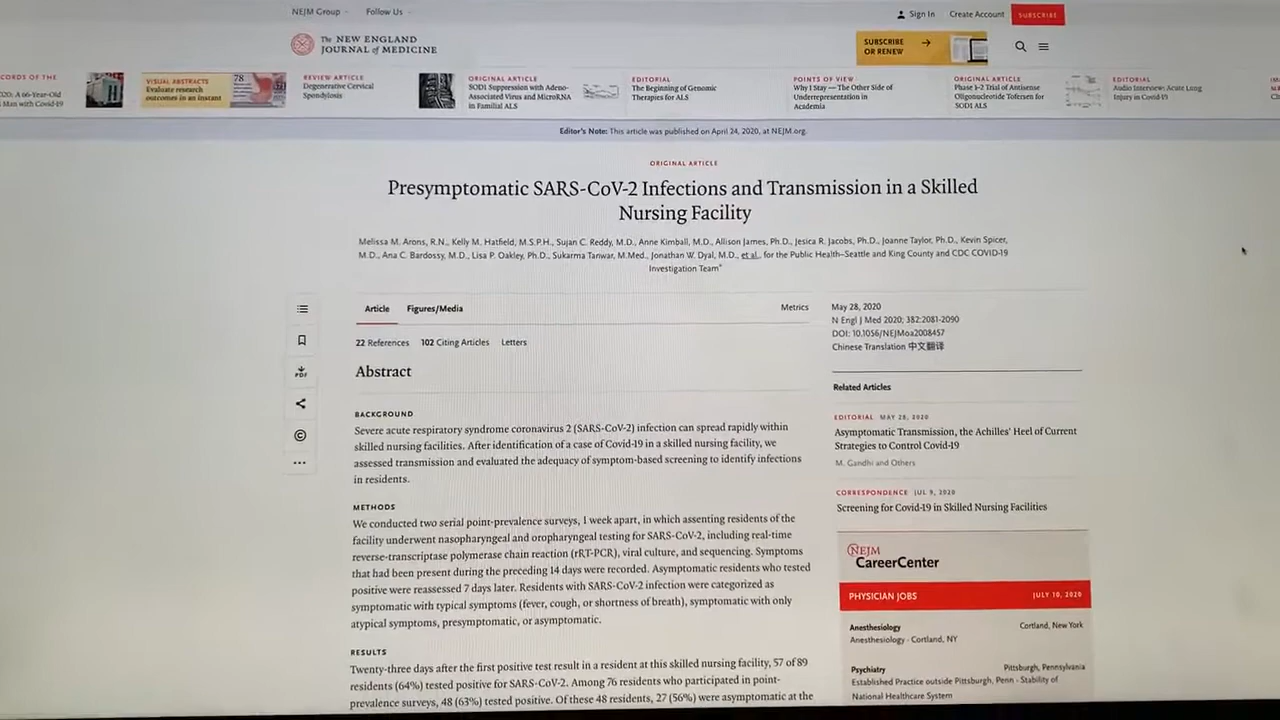 NEJM Group
Follow Us
Sign In
Create Account
SUBSCRIBE
The NEW ENGLAND
JOURNAL of MEDICINE
SUBSCRIBE
OR RENEW
CORDS OF THE
020: A 66-Year-Old
Man with Covid-19
VISUAL ABSTRACTS
Evaluate research
outcomes in an instant
78
REVIEW ARTICLE
Degenerative Cervical
Spondylosis
ORIGINAL ARTICLE
SOD1 Suppression with Adeno-
Associated Virus and MicroRNA
in Familial ALS
EDITORIAL
The Beginning of Genomic
Therapies for ALS
POINTS OF VIEW
Why I Stay — The Other Side of
Underrepresentation in
Academia
ORIGINAL ARTICLE
Phase 1–2 Trial of Antisense
Oligonucleotide Tofersen for
SOD1 ALS
EDITORIAL
Audio Interview: Acute Lung
Injury in Covid-19
Editor's Note: This article was published on April 24, 2020, at NEJM.org.
ORIGINAL ARTICLE
Presymptomatic SARS-CoV-2 Infections and Transmission in a Skilled
Nursing Facility
Melissa M. Arons, R.N., Kelly M. Hatfield, M.S.P.H., Sujan C. Reddy, M.D., Anne Kimball, M.D., Allison James, Ph.D., Jesica R. Jacobs, Ph.D., Joanne Taylor, Ph.D., Kevin Spicer,
M.D., Ana C. Bardossy, M.D., Lisa P. Oakley, Ph.D., Sukarma Tanwar, M.Med., Jonathan W. Dyal, M.D., et al., for the Public Health–Seattle and King County and CDC COVID-19
Investigation Team*
Article
Figures/Media
Metrics
22 References
102 Citing Articles
Letters
PDF
Abstract
BACKGROUND
Severe acute respiratory syndrome coronavirus 2 (SARS-CoV-2) infection can spread rapidly within
skilled nursing facilities. After identification of a case of Covid-19 in a skilled nursing facility, we
assessed transmission and evaluated the adequacy of symptom-based screening to identify infections
in residents.
METHODS
We conducted two serial point-prevalence surveys, 1 week apart, in which assenting residents of the
facility underwent nasopharyngeal and oropharyngeal testing for SARS-CoV-2, including real-time
reverse-transcriptase polymerase chain reaction (rRT-PCR), viral culture, and sequencing. Symptoms
that had been present during the preceding 14 days were recorded. Asymptomatic residents who tested
positive were reassessed 7 days later. Residents with SARS-CoV-2 infection were categorized as
symptomatic with typical symptoms (fever, cough, or shortness of breath), symptomatic with only
atypical symptoms, presymptomatic, or asymptomatic.
RESULTS
Twenty-three days after the first positive test result in a resident at this skilled nursing facility, 57 of 89
residents (64%) tested positive for SARS-CoV-2. Among 76 residents who participated in point-
prevalence surveys, 48 (63%) tested positive. Of these 48 residents, 27 (56%) were asymptomatic at the
May 28, 2020
N Engl J Med 2020; 382:2081-2090
DOI: 10.1056/NEJMoa2008457
Chinese Translation 中文翻译
Related Articles
EDITORIAL MAY 28, 2020
Asymptomatic Transmission, the Achilles' Heel of Current
Strategies to Control Covid-19
M. Gandhi and Others
CORRESPONDENCE JUL 9, 2020
Screening for Covid-19 in Skilled Nursing Facilities
NEJM
CareerCenter
PHYSICIAN JOBS
JULY 10, 2020
Anesthesiology
Cortland, New York
Anesthesiology - Cortland, NY
Psychiatry
Pittsburgh, Pennsylvania
Established Practice outside Pittsburgh, Penn - Stability of
National Healthcare System